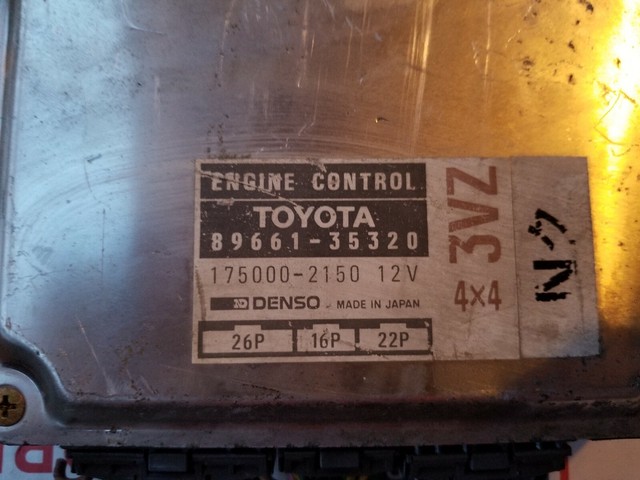 ENGINE CONTROL
TOYOTA
89661-35320
175000-2150 12V
DENSO MADE IN JAPAN
26P 16P 22P
3VZ
4×4